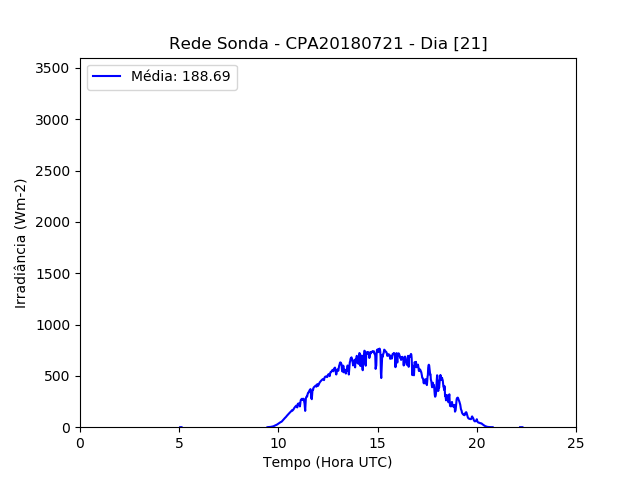 Rede Sonda - CPA20180721 - Dia [21]
Média: 188.69
3500
3000
2500
2000
1500
1000
500
0
Irradiância (Wm-2)
0 5 10 15 20 25
Tempo (Hora UTC)